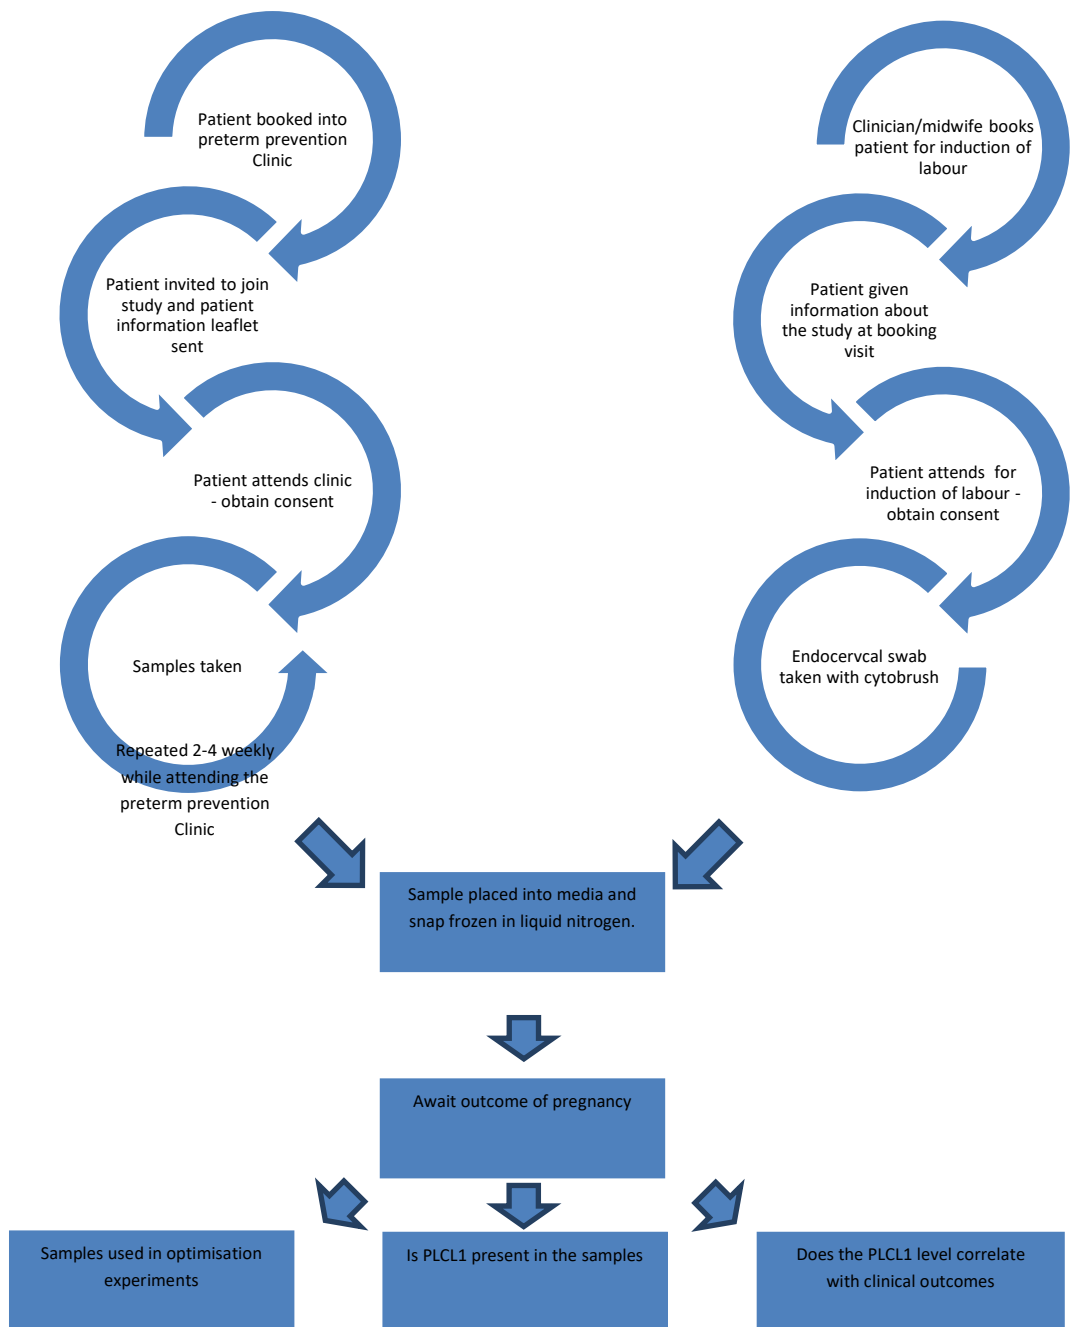 Patient booked into
preterm prevention
Clinic
Patient invited to join
study and patient
information leaflet
sent
Patient attends clinic
- obtain consent
Samples taken
Repeated 2-4 weekly
while attending the
preterm prevention
Clinic
Clinician/midwife books
patient for induction of
labour
Patient given
information about
the study at booking
visit
Patient attends  for
induction of labour -
obtain consent
Endocervcal swab
taken with cytobrush
Sample placed into media and
snap frozen in liquid nitrogen.
Await outcome of pregnancy
Samples used in optimisation
experiments
Is PLCL1 present in the samples
Does the PLCL1 level correlate
with clinical outcomes